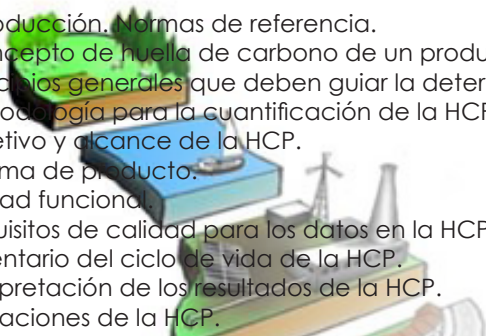 oducción. Normas de referencia.
ncepto de huella de carbono de un produ
cipios generales que deben guiar la deter
todología para la cuantificación de la HCP
etivo y alcance de la HCP.
ma de producto.
ad funcional.
uisitos de calidad para los datos en la HCP
entario del ciclo de vida de la HCP.
rpretación de los resultados de la HCP.
aciones de la HCP.